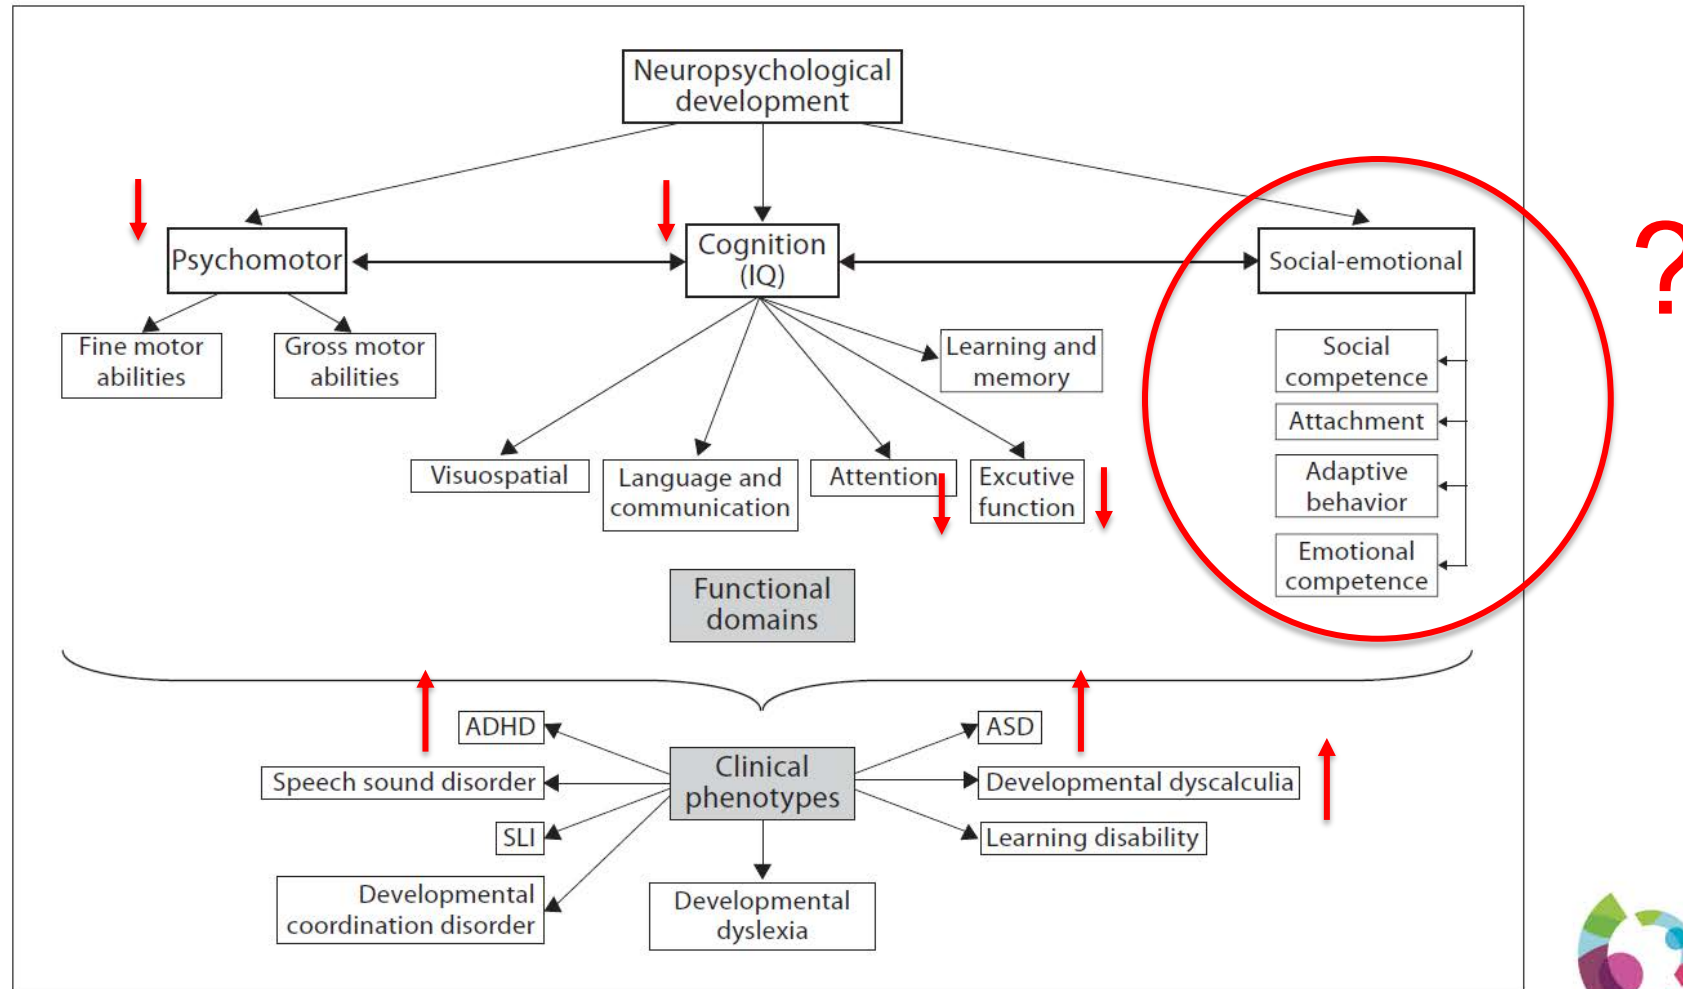 Neuropsychological
development
Psychomotor
Cognition
(IQ)
Social-emotional
?
Fine motor
abilities
Gross motor
abilities
Learning and
memory
Social
competence
Attachment
Visuospatial
Language and
communication
Attention
Excutive
function
Adaptive
behavior
Emotional
competence
Functional
domains
ADHD
ASD
Speech sound disorder
Clinical
phenotypes
Developmental dyscalculia
SLI
Learning disability
Developmental
coordination disorder
Developmental
dyslexia